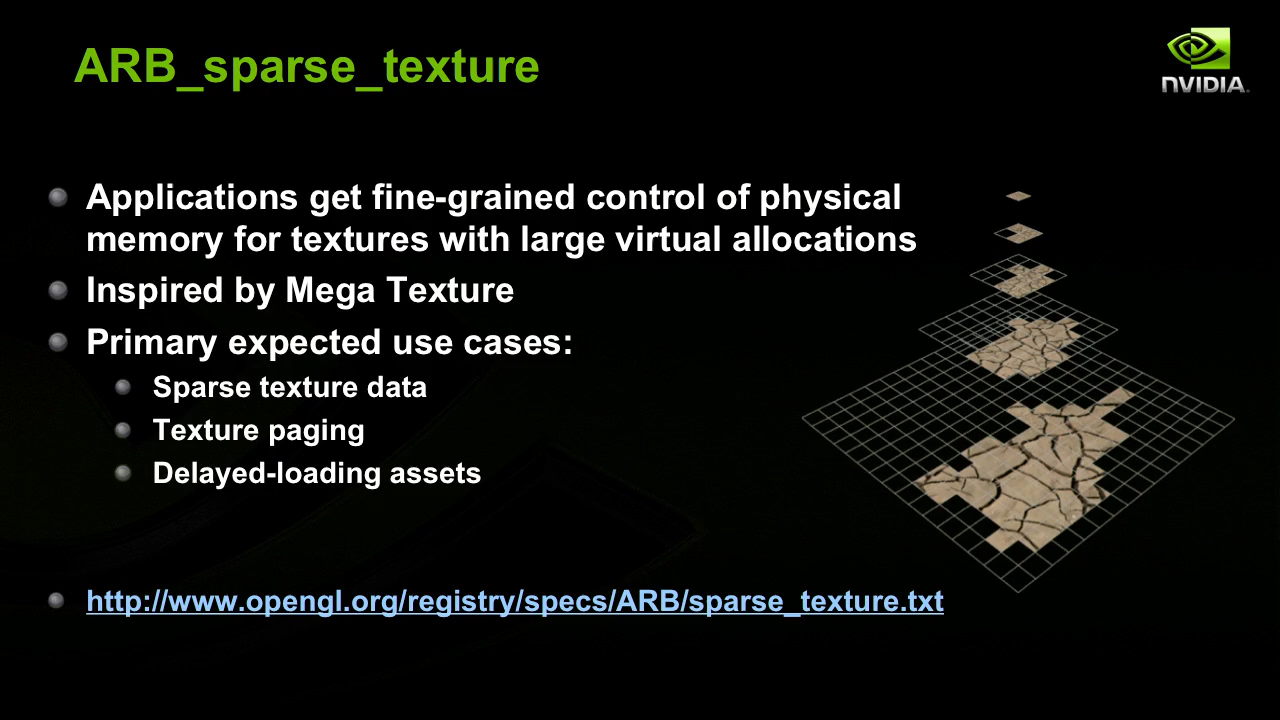 ARB_sparse_texture
NVIDIA
Applications get fine-grained control of physical
memory for textures with large virtual allocations
Inspired by Mega Texture
Primary expected use cases:
Sparse texture data
Texture paging
Delayed-loading assets
http://www.opengl.org/registry/specs/ARB/sparse_texture.txt